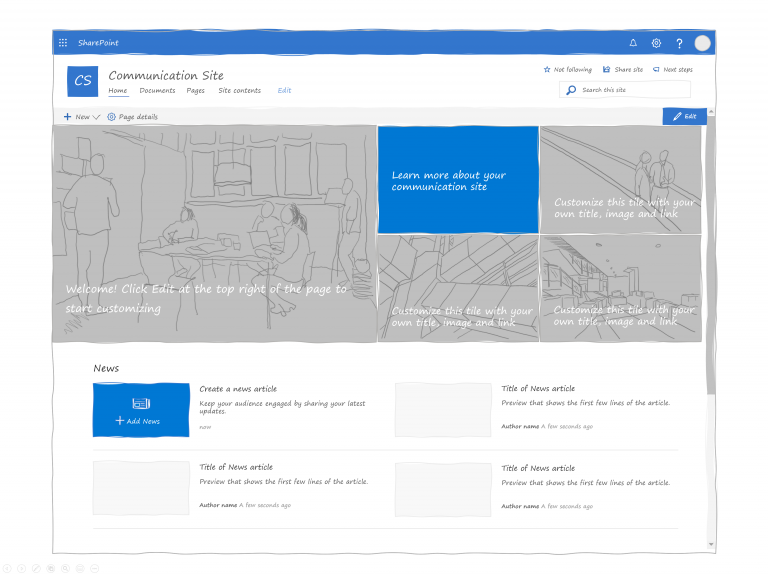 SharePoint
?
CS
Communication Site
Home Documents Pages Site contents Edit
Not following Share site Next steps
Search this site
+ New Page details
Edit
Welcome! Click Edit at the top right of the page to
start customizing
Learn more about your
communication site
Customize this tile with your
own title, image and link
Customize this tile with your
own title, image and link
Customize this tile with your
own title, image and link
News
+ Add News
Create a news article
Keep your audience engaged by sharing your latest
updates.
now
Title of News article
Preview that shows the first few lines of the article.
Author name A few seconds ago
Title of News article
Preview that shows the first few lines of the article.
Author name A few seconds ago
Title of News article
Preview that shows the first few lines of the article.
Author name A few seconds ago